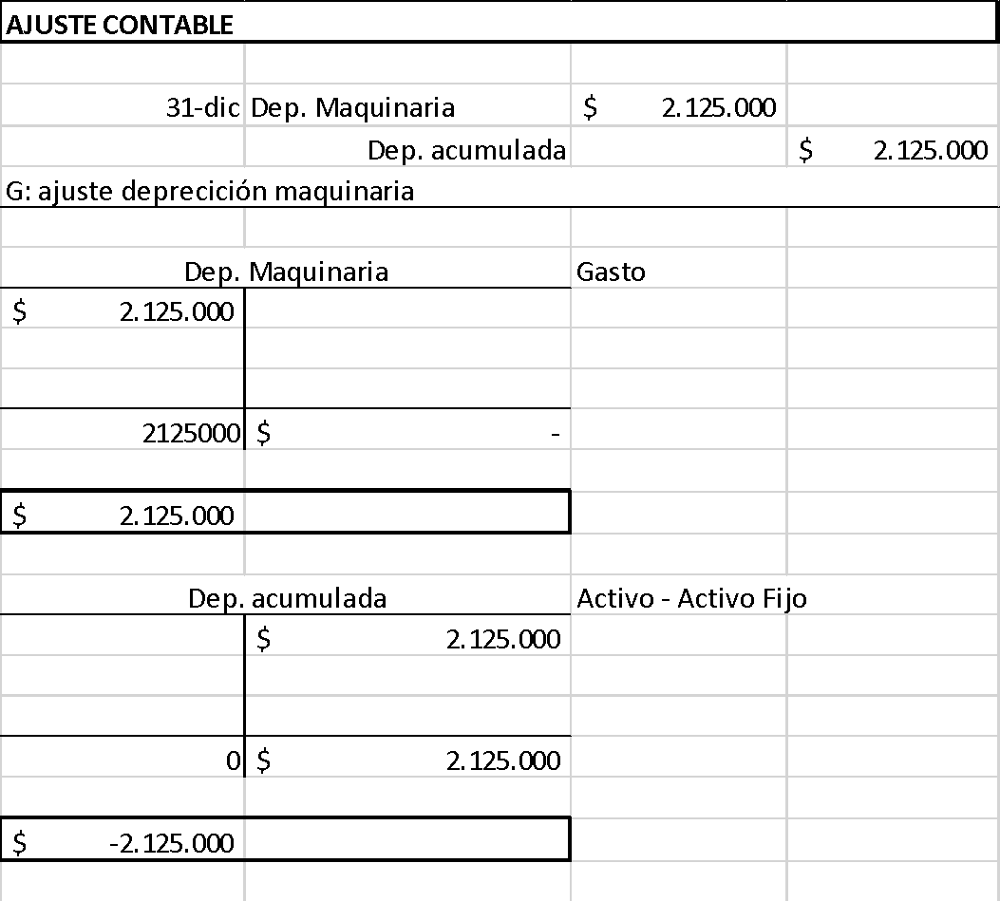 AJUSTE CONTABLE
31-dic Dep. Maquinaria $ 2.125.000
Dep. acumulada $ 2.125.000
G: ajuste deprecición maquinaria
Dep. Maquinaria Gasto
$ 2.125.000
2125000 $ -
$ 2.125.000
Dep. acumulada Activo - Activo Fijo
$ 2.125.000
0 $ 2.125.000
$ -2.125.000